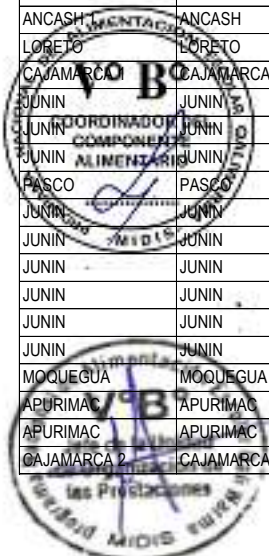 ANCASH 1 ANCASH
LORETO LORETO
CAJAMARCA 1 CAJAMARCA
JUNIN JUNIN
JUNIN JUNIN
JUNIN JUNIN
PASCO PASCO
JUNIN JUNIN
JUNIN JUNIN
JUNIN JUNIN
JUNIN JUNIN
JUNIN JUNIN
JUNIN JUNIN
MOQUEGUA MOQUEGUA
APURIMAC APURIMAC
APURIMAC APURIMAC
CAJAMARCA 2 CAJAMARCA
V° B°
COORDINADOR
COMPONENTE
ALIMENTARIO
MIDIS
V° B°
las Prestaciones
MIDIS